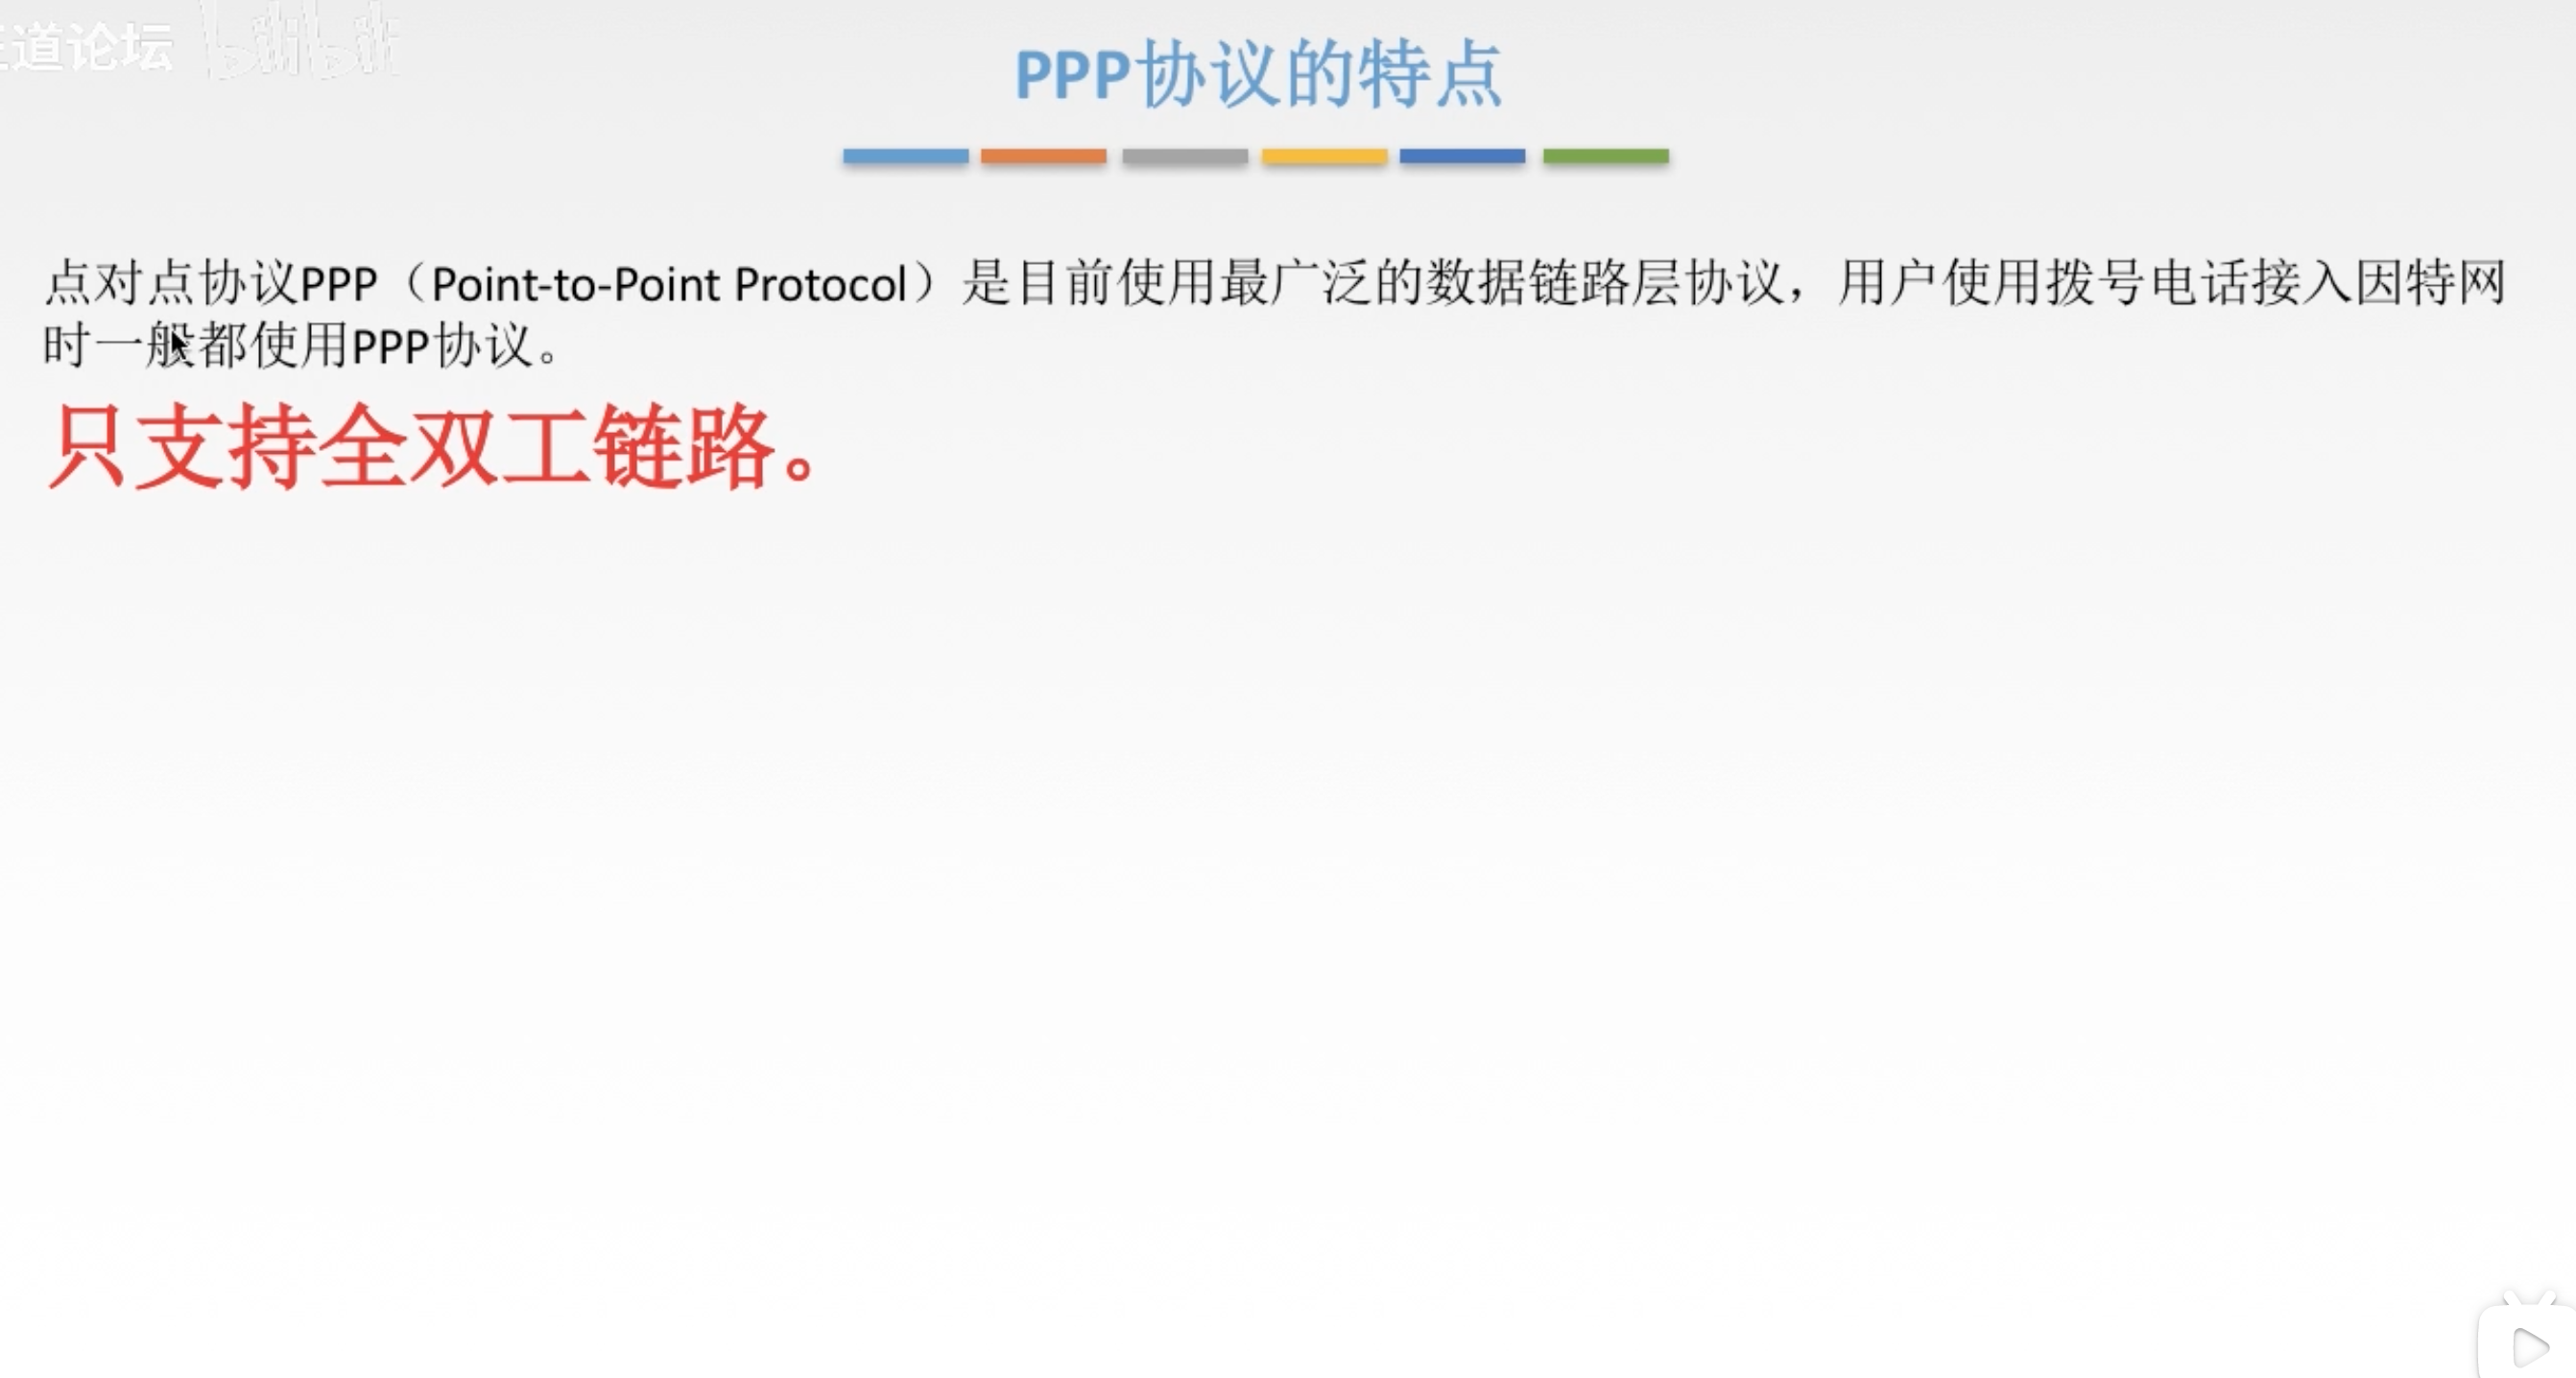 道论坛
bilibili
PPP协议的特点
点对点协议PPP（Point-to-Point Protocol）是目前使用最广泛的数据链路层协议，用户使用拨号电话接入因特网
时一般都使用PPP协议。
只支持全双工链路。